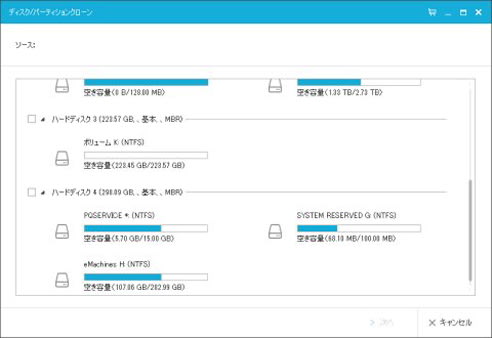 ディスク/パーティションクローン
ソース:
空き容量(0 B/128.00 MB)
空き容量(1.33 TB/2.73 TB)
ハードディスク 3 (223.57 GB, 、基本、、MBR)
ボリューム K: (NTFS)
空き容量(223.45 GB/223.57 GB)
ハードディスク 4 (298.09 GB, 、基本、、MBR)
PQSERVICE *: (NTFS)
SYSTEM RESERVED G: (NTFS)
空き容量(5.70 GB/15.00 GB)
空き容量(68.10 MB/100.00 MB)
eMachines H: (NTFS)
空き容量(107.06 GB/282.99 GB)
次へ
キャンセル